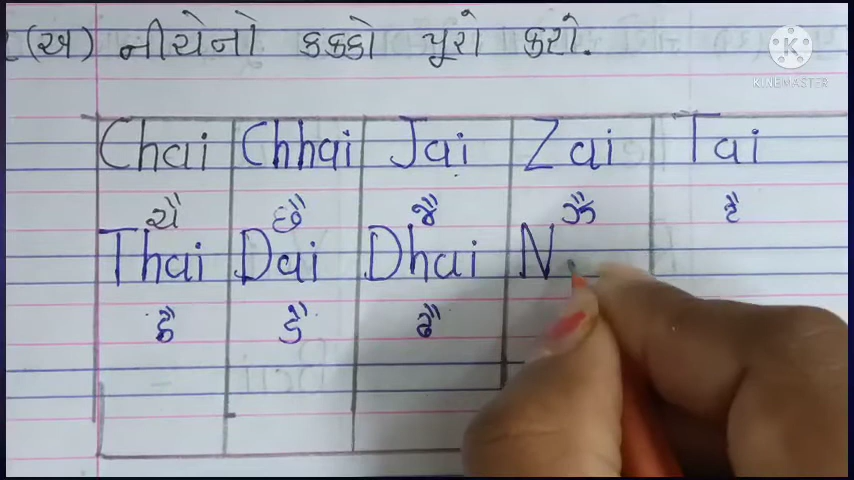 (અ) નીચેનો કક્કો પૂરો કરો.
K
KINEMASTER
Chai Chhai Jai Zai Tai
ચૈ છૈ જૈ ઝૈ ટૈ
Thai Dai Dhai N
ઠૈ ડૈ ઢૈ